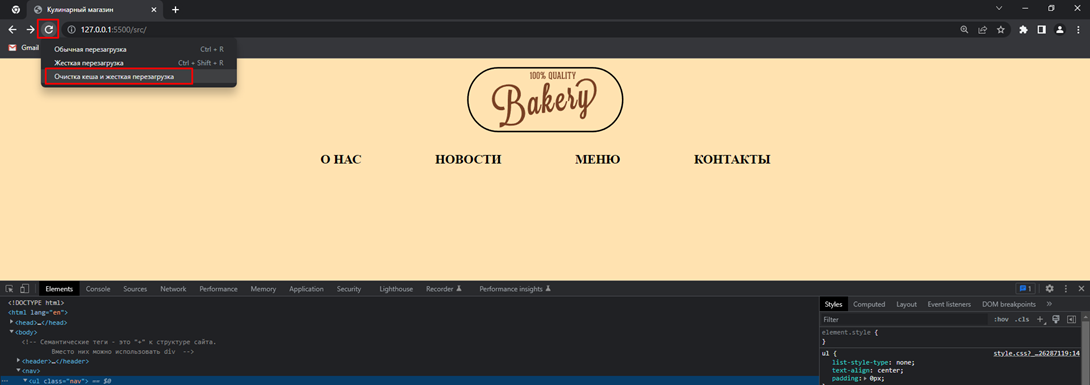 Кулинарный магазин
127.0.0.1:5500/src/
Gmail
Обычная перезагрузка Ctrl + R
Жесткая перезагрузка Ctrl + Shift + R
Очистка кеша и жесткая перезагрузка
100% QUALITY
Bakery
О НАС НОВОСТИ МЕНЮ КОНТАКТЫ
Elements Console Sources Network Performance Memory Application Security Lighthouse Recorder Performance insights 1
<!DOCTYPE html>
<html lang="en">
<head>…</head>
<body>
<!-- Семантические теги - это "+" к структуре сайта.
Вместо них можно использовать div -->
<header>…</header>
<nav>
<ul class="nav"> == $0
Styles Computed Layout Event listeners DOM breakpoints »
Filter :hov .cls +
element.style {
}
ul { style.css?_…26287119:14
list-style-type: none;
text-align: center;
padding: 0px;